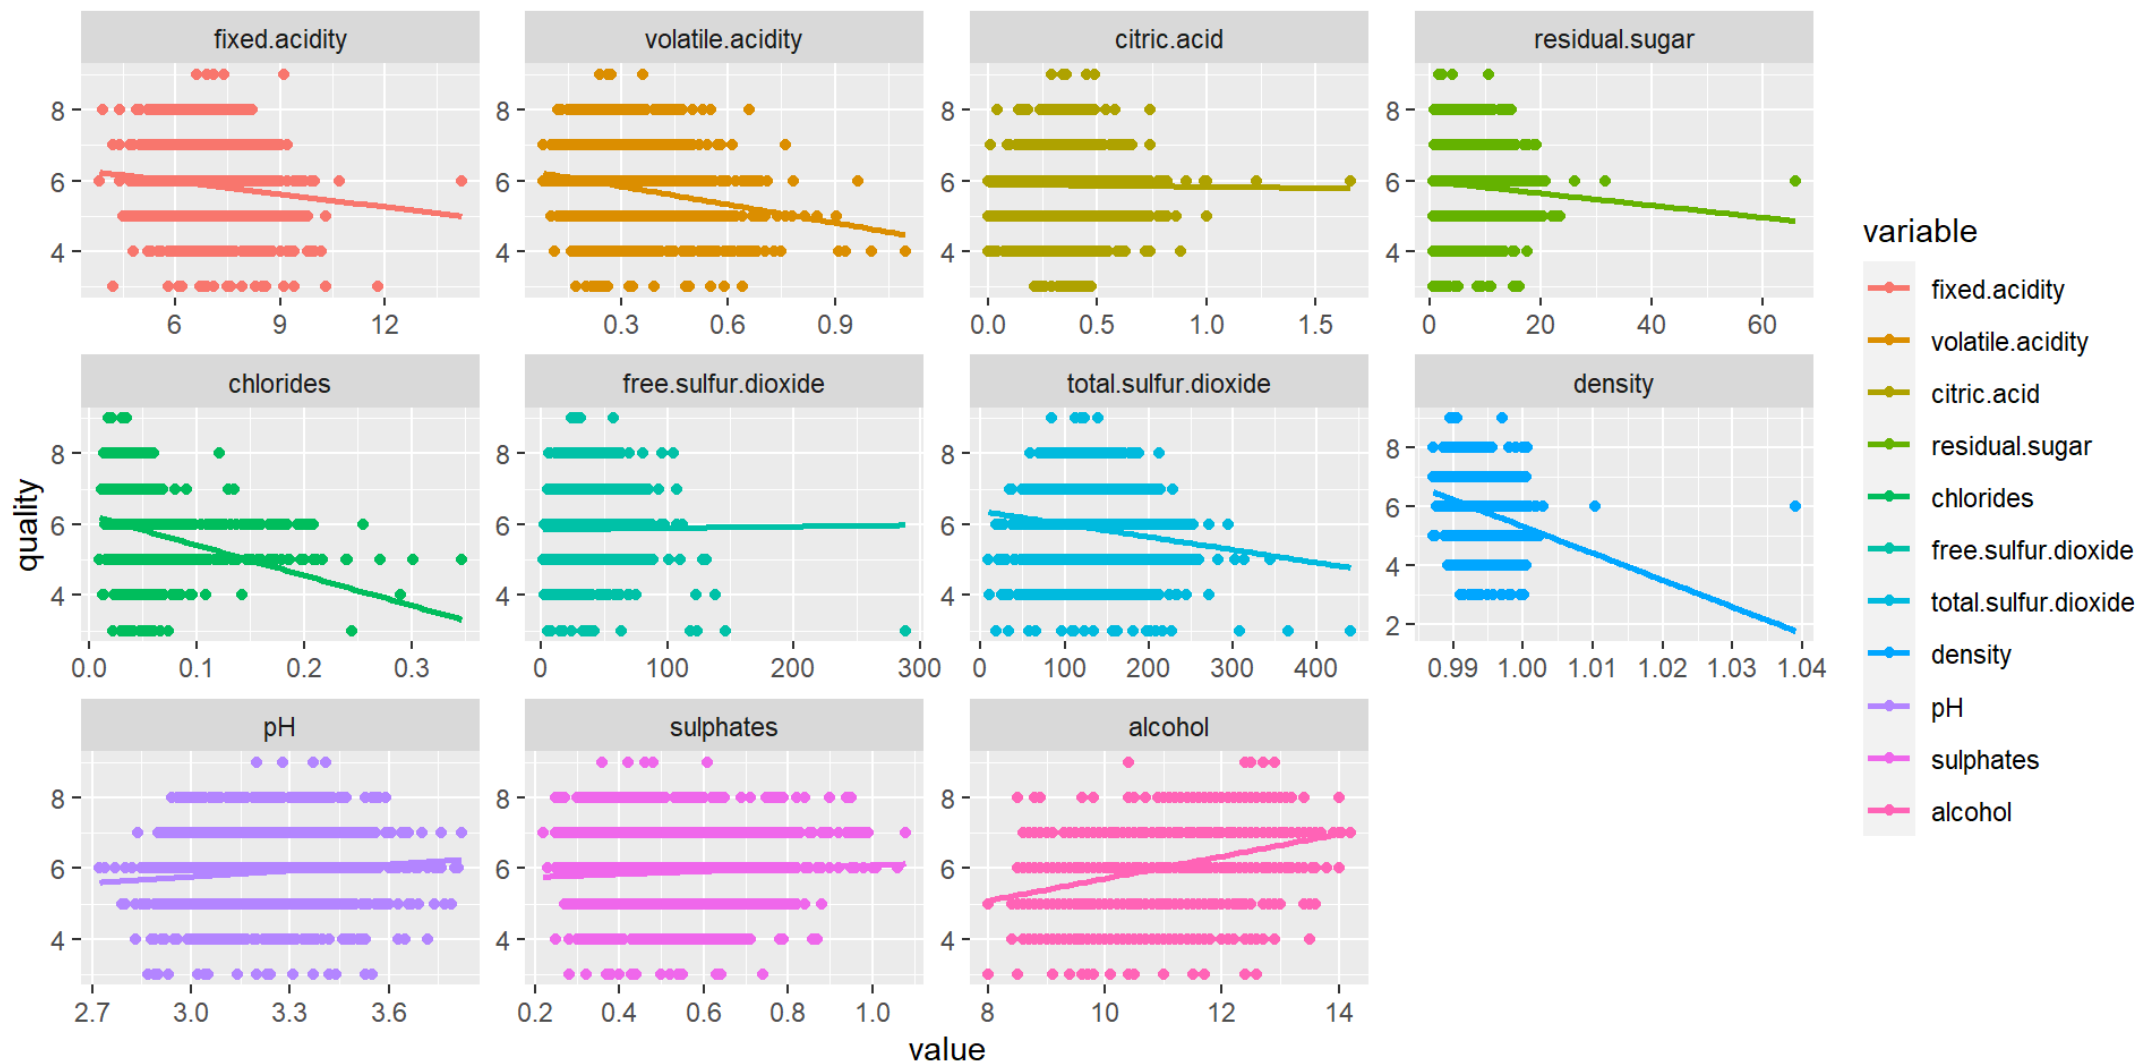 fixed.acidity volatile.acidity citric.acid residual.sugar
8
6
4
8
6
4
8
6
4
8
6
4
6 9 12
0.3 0.6 0.9
0.0 0.5 1.0 1.5
0 20 40 60
chlorides free.sulfur.dioxide total.sulfur.dioxide density
8
6
4
8
6
4
8
6
4
8
6
4
2
0.0 0.1 0.2 0.3
0 100 200 300
0 100 200 300 400
0.99 1.00 1.01 1.02 1.03 1.04
pH sulphates alcohol
8
6
4
8
6
4
8
6
4
2.7 3.0 3.3 3.6
0.2 0.4 0.6 0.8 1.0
8 10 12 14
quality
value
variable
fixed.acidity
volatile.acidity
citric.acid
residual.sugar
chlorides
free.sulfur.dioxide
total.sulfur.dioxide
density
pH
sulphates
alcohol